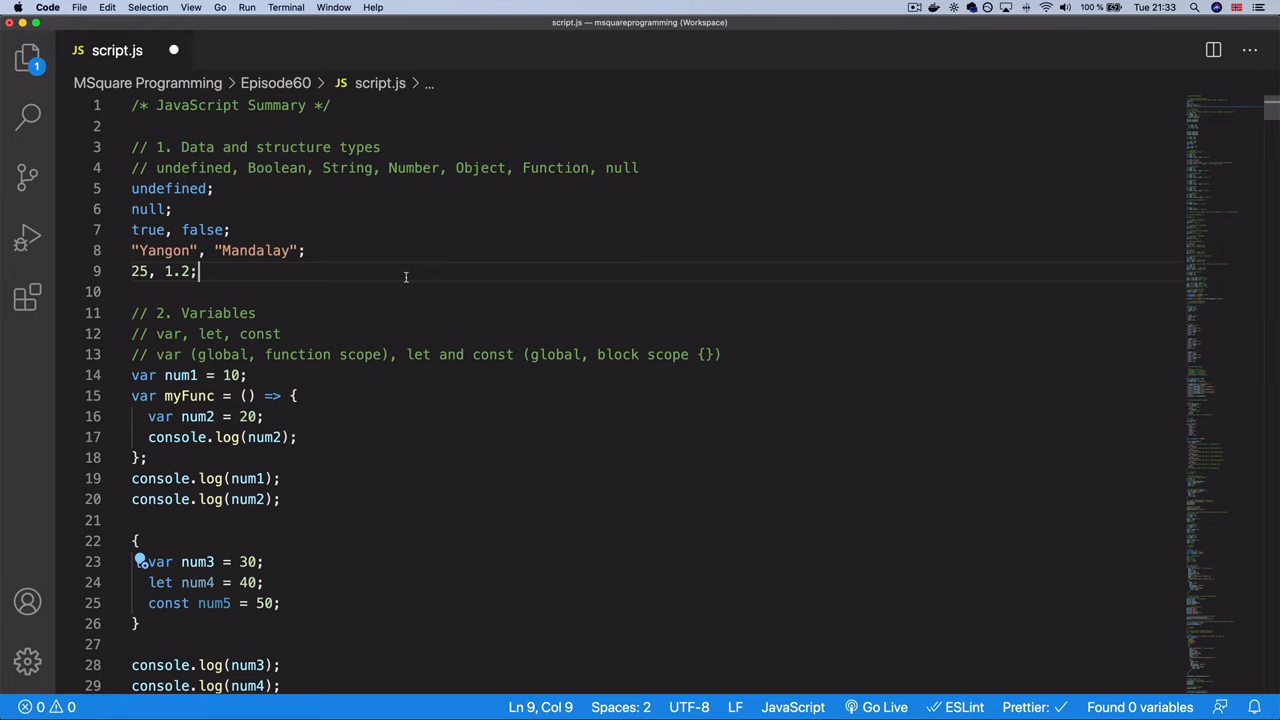 Code File Edit Selection View Go Run Terminal Window Help 100 % Tue 21:33
script.js — msquareprogramming (Workspace)
JS script.js
1
MSquare Programming > Episode60 > JS script.js > ...
1 /* JavaScript Summary */
2
3 // 1. Data and structure types
4 // undefined, Boolean, String, Number, Object, Function, null
5 undefined;
6 null;
7 true, false;
8 "Yangon", "Mandalay";
9 25, 1.2;
10
11 // 2. Variables
12 // var, let, const
13 // var (global, function scope), let and const (global, block scope {})
14 var num1 = 10;
15 var myFunc = () => {
16 var num2 = 20;
17 console.log(num2);
18 };
19 console.log(num1);
20 console.log(num2);
21
22 {
23 var num3 = 30;
24 let num4 = 40;
25 const num5 = 50;
26 }
27
28 console.log(num3);
29 console.log(num4);
0 0 Ln 9, Col 9 Spaces: 2 UTF-8 LF JavaScript Go Live ESLint Prettier: ✓ Found 0 variables